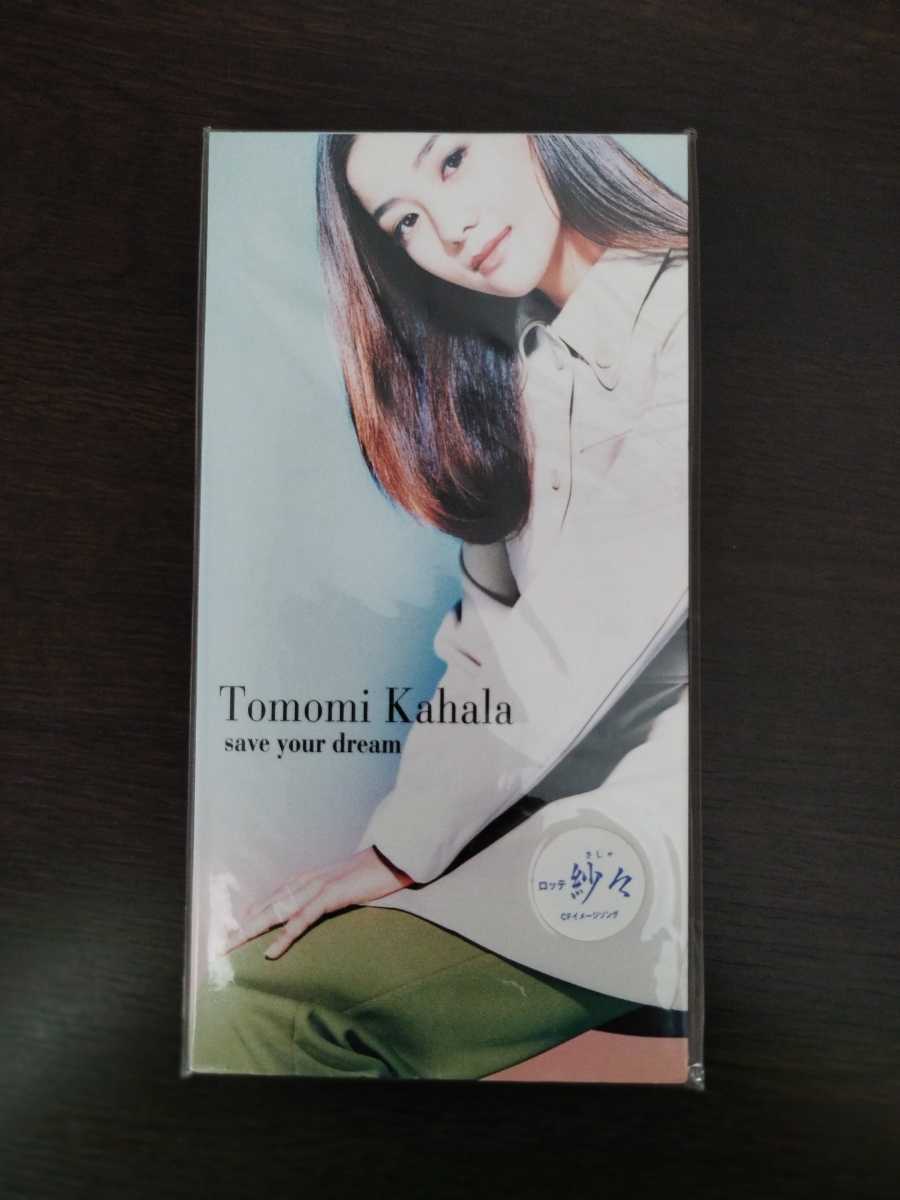 Tomomi Kahala
save your dream
さしゃ
ロッテ 紗々
CFイメージソング